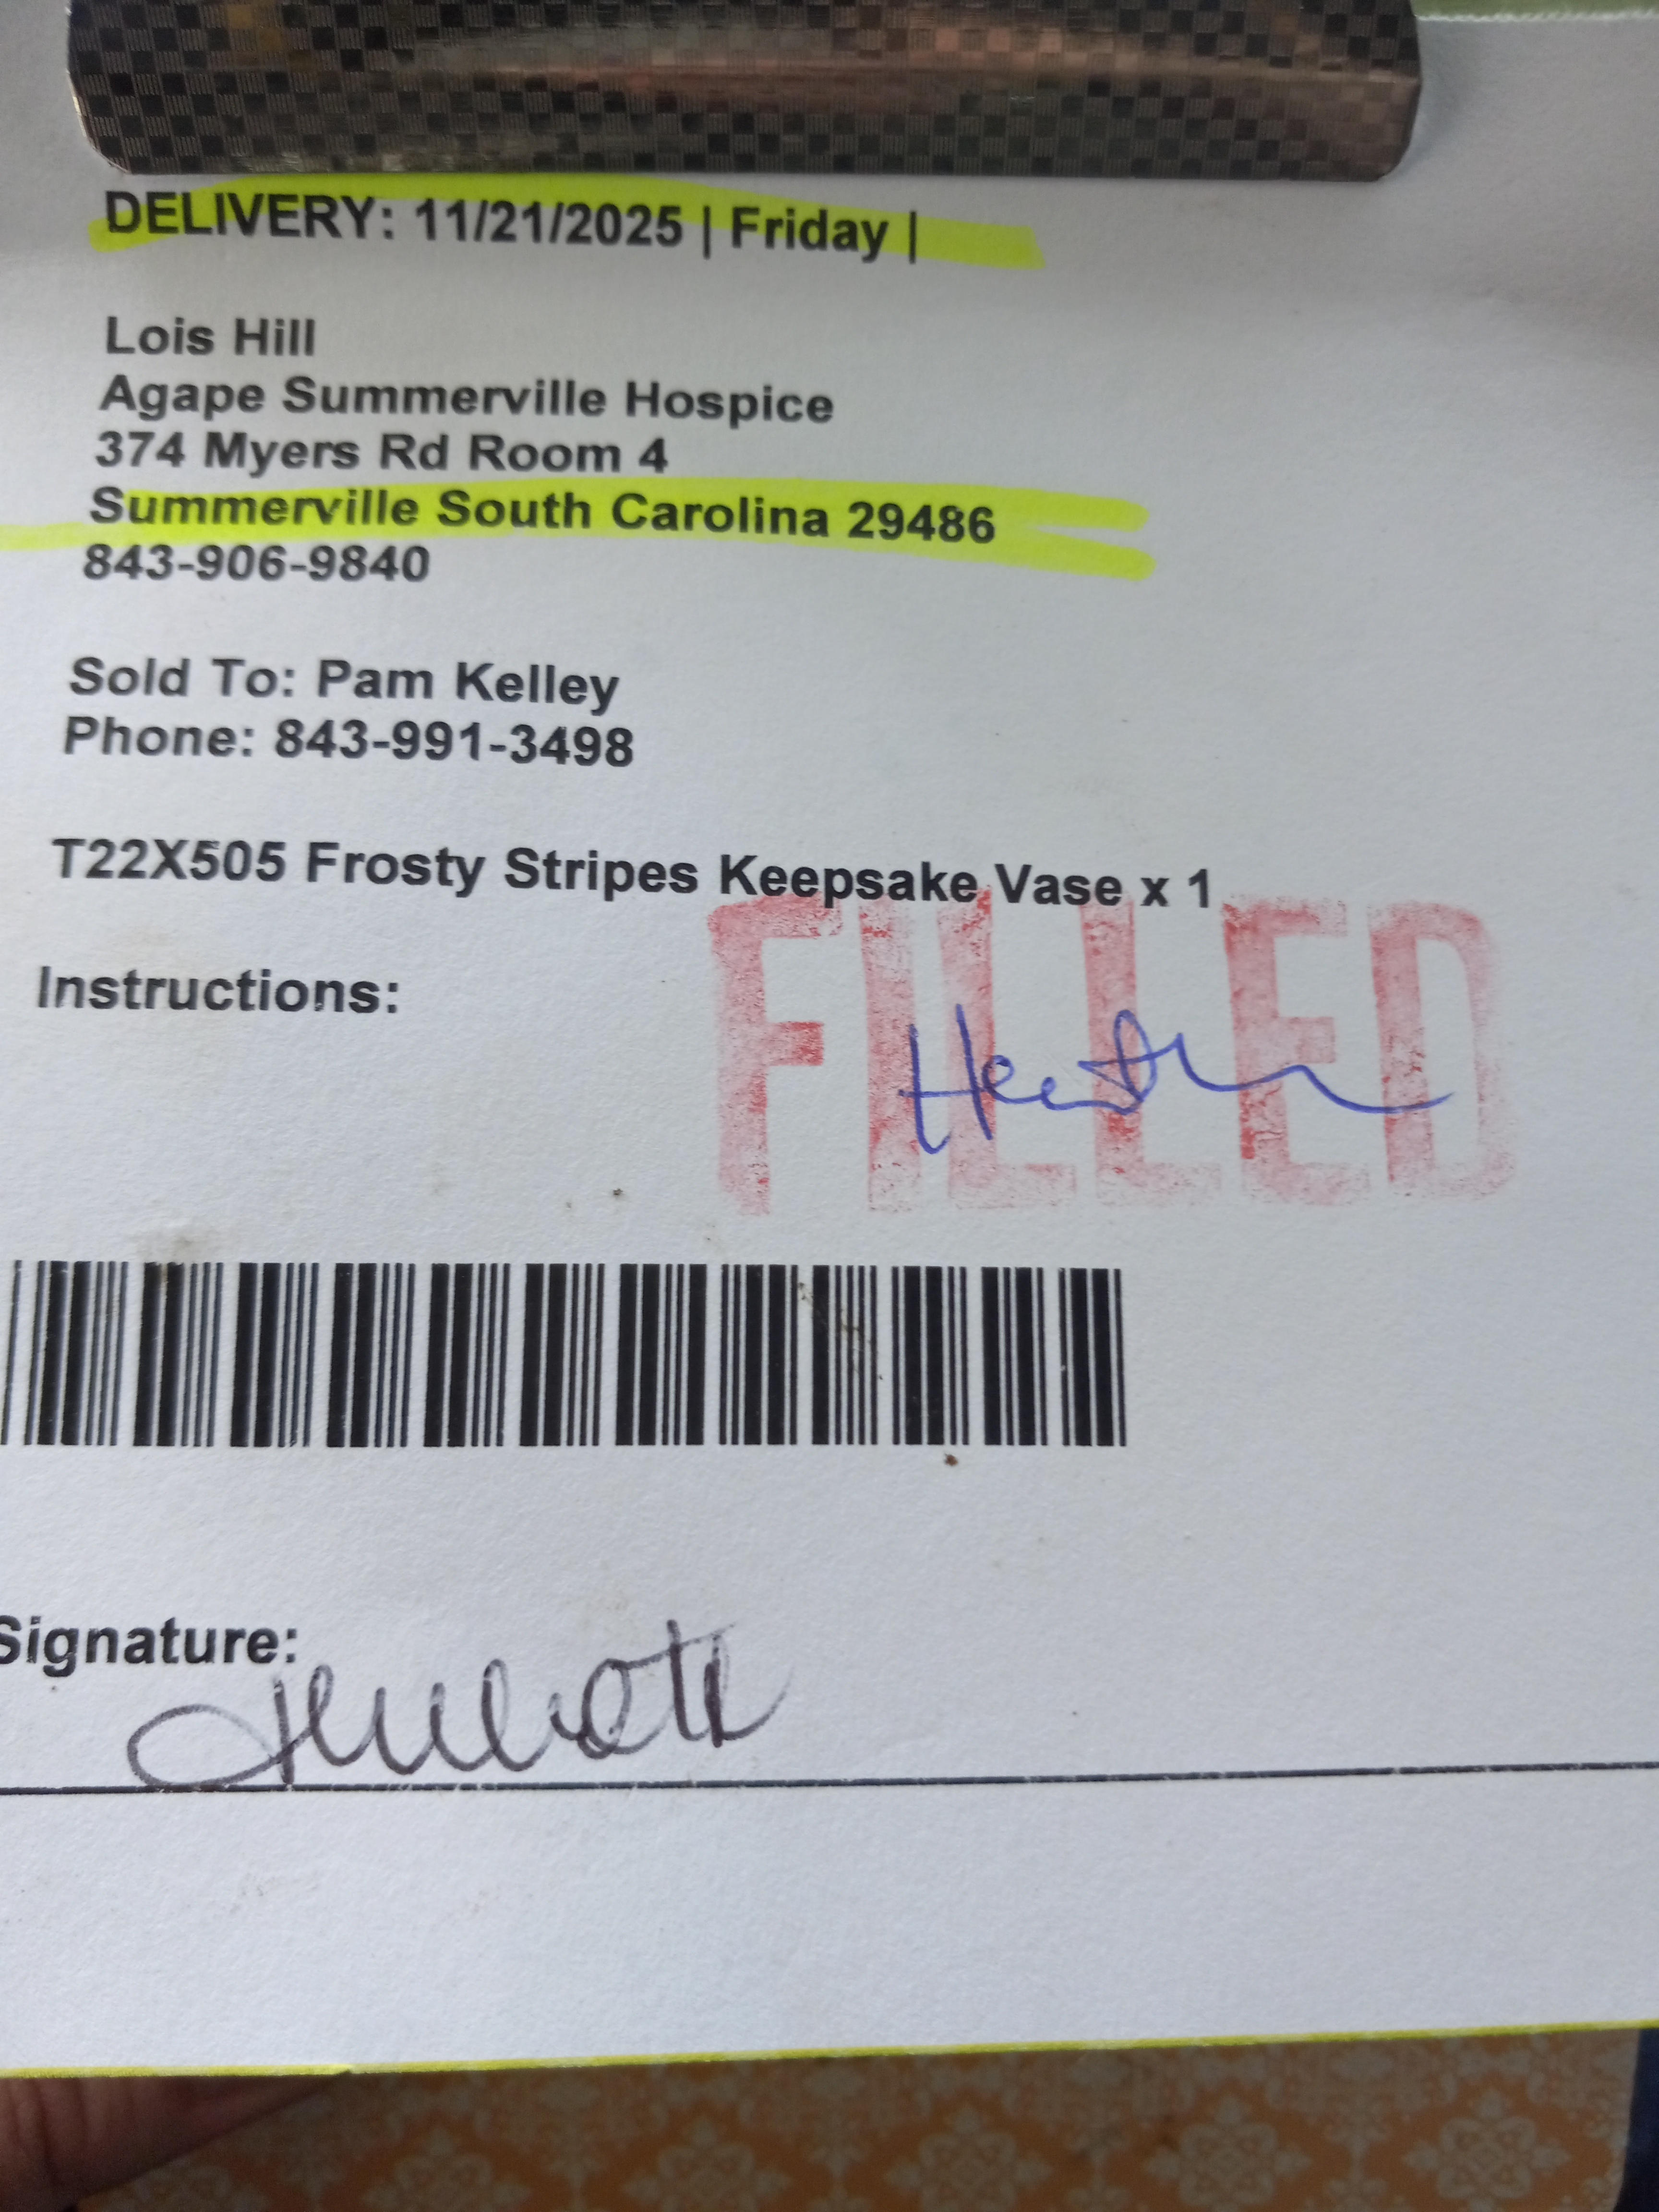 DELIVERY: 11/21/2025 | Friday |
Lois Hill
Agape Summerville Hospice
374 Myers Rd Room 4
Summerville South Carolina 29486
843-906-9840
Sold To: Pam Kelley
Phone: 843-991-3498
T22X505 Frosty Stripes Keepsake Vase x 1
FILLED
Instructions:
Signature: